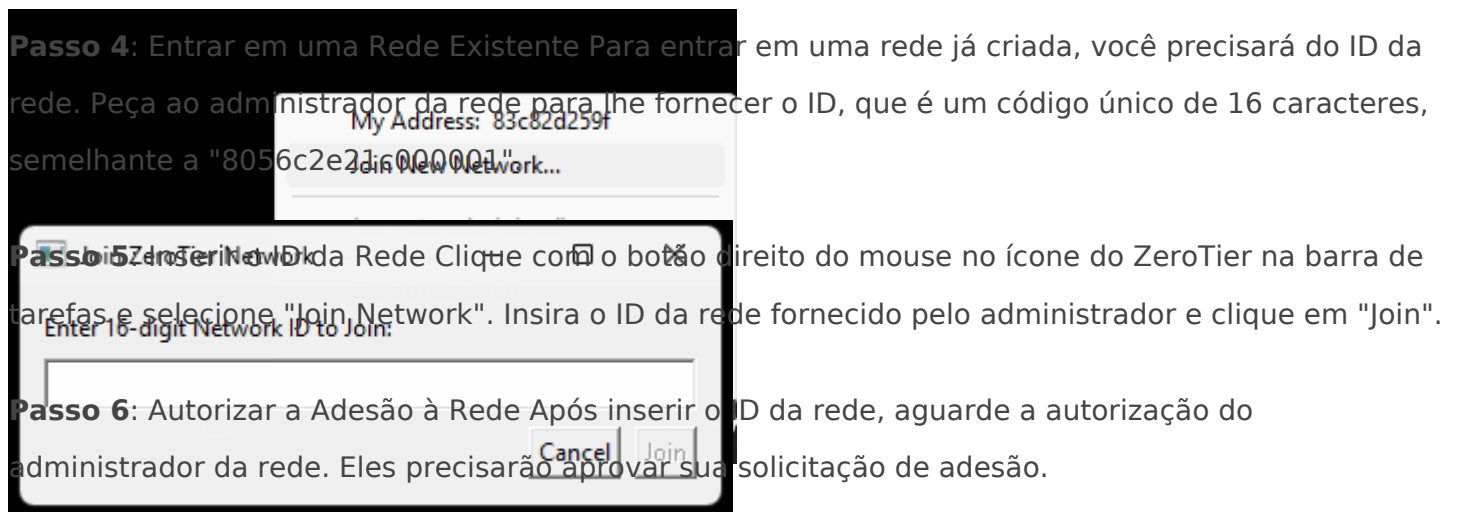 Passo 4: Entrar em uma Rede Existente Para entrar em uma rede já criada, você precisará do ID da
rede. Peça ao administrador da rede para lhe fornecer o ID, que é um código único de 16 caracteres,
My Address: 83c82d259f
semelhante a "8056c2e21c000001".
Join New Network...
Passo 5: Inserir o ID da Rede Clique com o botão direito do mouse no ícone do ZeroTier na barra de
Join ZeroTier Network
tarefas e selecione "Join Network". Insira o ID da rede fornecido pelo administrador e clique em "Join".
Enter 16-digit Network ID to Join:
Passo 6: Autorizar a Adesão à Rede Após inserir o ID da rede, aguarde a autorização do
Cancel Join
administrador da rede. Eles precisarão aprovar sua solicitação de adesão.